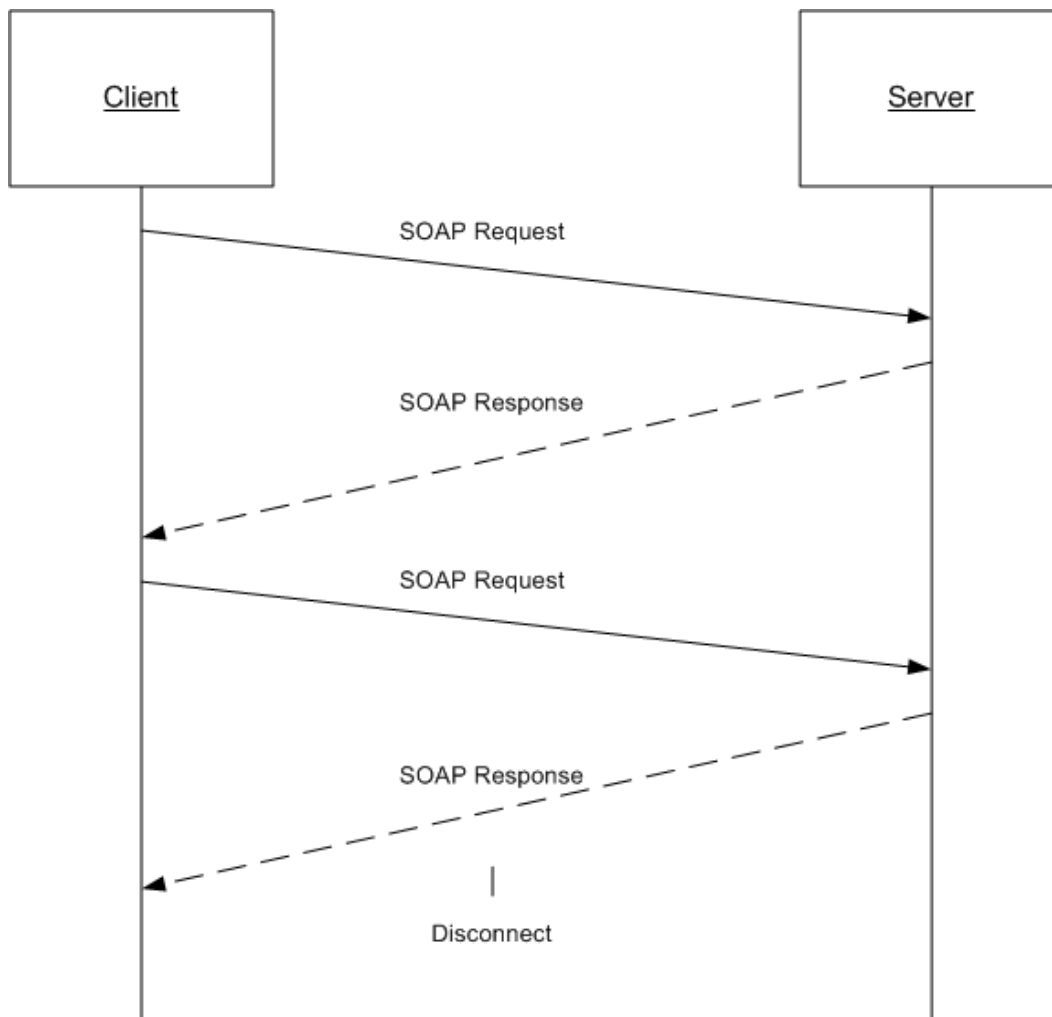 Client
Server
SOAP Request
SOAP Response
SOAP Request
SOAP Response
Disconnect